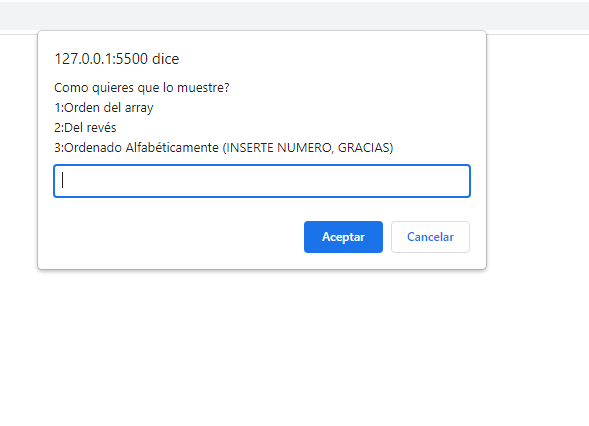 127.0.0.1:5500 dice
Como quieres que lo muestre?
1:Orden del array
2:Del revés
3:Ordenado Alfabéticamente (INSERTE NUMERO, GRACIAS)
Aceptar
Cancelar